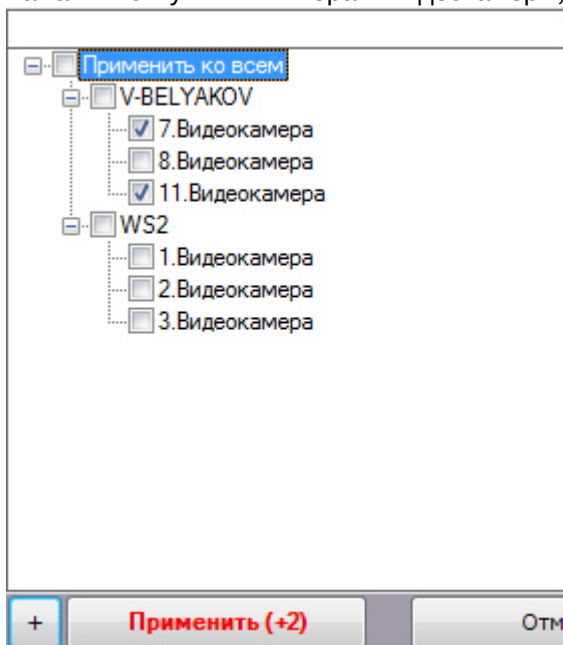 Применить ко всем
V-BELYAKOV
7.Видеокамера
8.Видеокамера
11.Видеокамера
WS2
1.Видеокамера
2.Видеокамера
3.Видеокамера
+ Применить (+2) Отм